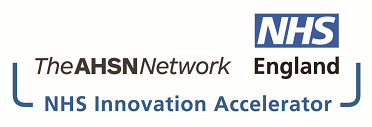 NHS
TheAHSNNetwork England
NHS Innovation Accelerator